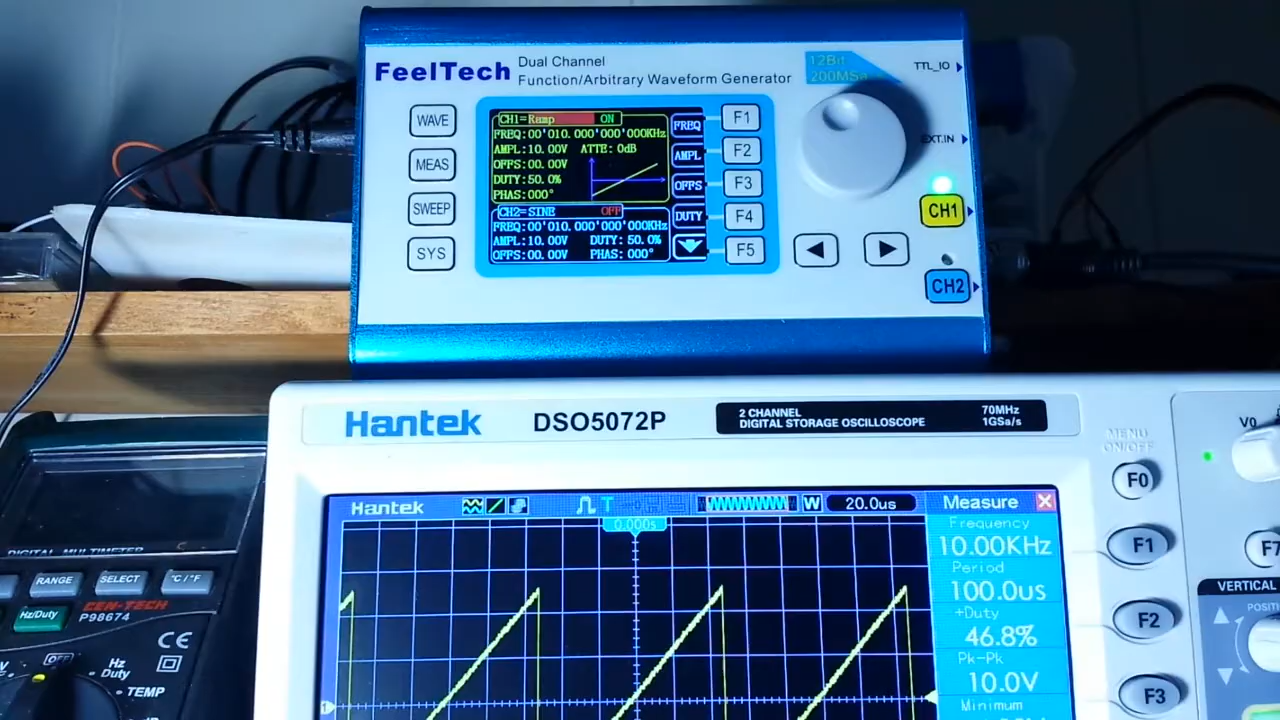 FeelTech
Dual Channel
Function/Arbitrary Waveform Generator
12Bit
200MSa
TTL_IO
EXT.IN
WAVE
MEAS
SWEEP
SYS
CH1=Ramp ON
FREQ:00'010.000'000'000KHz
AMPL:10.00V ATTE: 0dB
OFFS:00.00V
DUTY:50.0%
PHAS:000°
CH2=SINE OFF
FREQ:00'010.000'000'000KHz
AMPL:10.00V DUTY: 50.0%
OFFS:00.00V PHAS: 000°
FREQ
AMPL
OFFS
DUTY
F1
F2
F3
F4
F5
CH1
CH2
Hantek
DSO5072P
2 CHANNEL
DIGITAL STORAGE OSCILLOSCOPE
70MHz
1GSa/s
MENU
ON/OFF
F0
F1
F2
F3
V0
F7
VERTICAL
Hantek
T
W
20.0us
0.000s
Measure
Frequency
10.00KHz
Period
100.0us
+Duty
46.8%
Pk-Pk
10.0V
Minimum
1
DIGITAL MULTIMETER
RANGE
SELECT
°C/°F
Hz/Duty
CEN-TECH
P98674
CE
OFF
Hz
Duty
TEMP